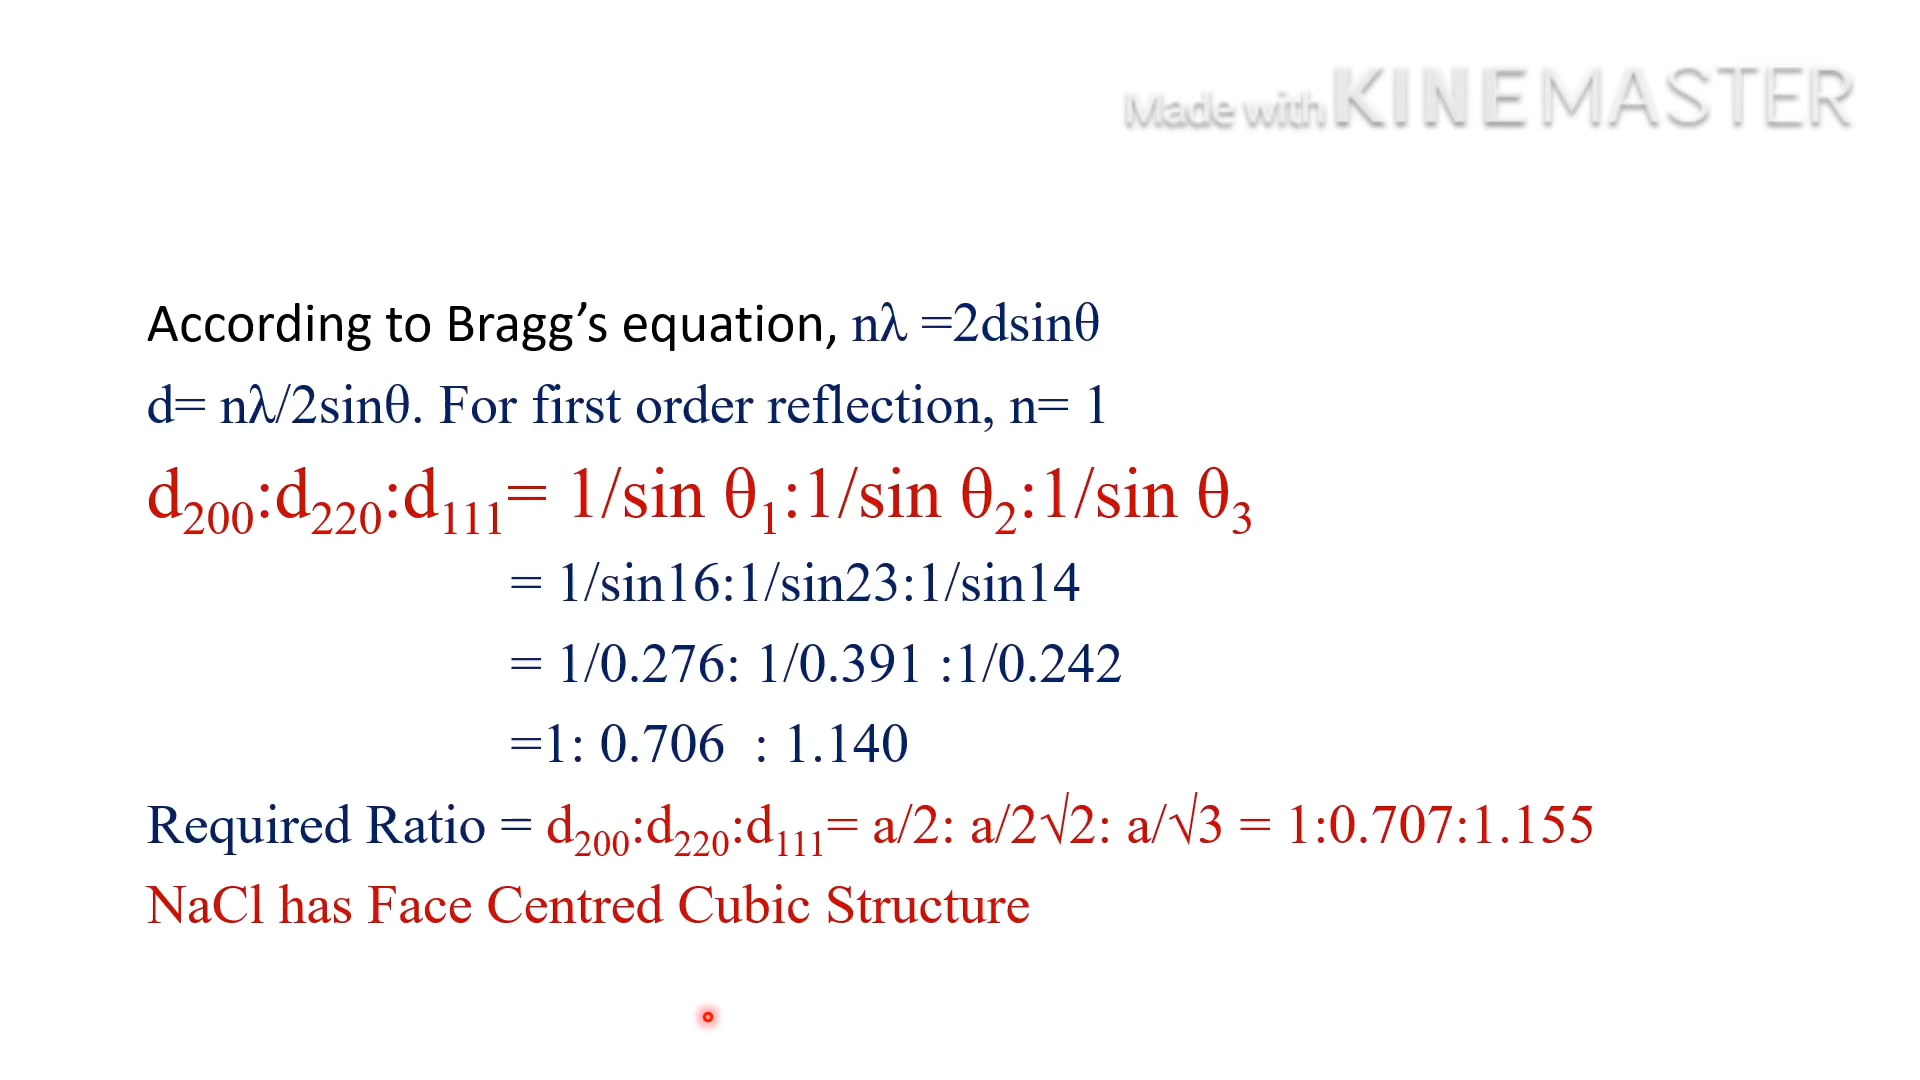 Made with KINEMASTER
According to Bragg’s equation, nλ =2dsinθ
d= nλ/2sinθ. For first order reflection, n= 1
d₂₀₀:d₂₂₀:d₁₁₁= 1/sin θ₁:1/sin θ₂:1/sin θ₃
= 1/sin16:1/sin23:1/sin14
= 1/0.276: 1/0.391 :1/0.242
=1: 0.706 : 1.140
Required Ratio = d₂₀₀:d₂₂₀:d₁₁₁= a/2: a/2√2: a/√3 = 1:0.707:1.155
NaCl has Face Centred Cubic Structure